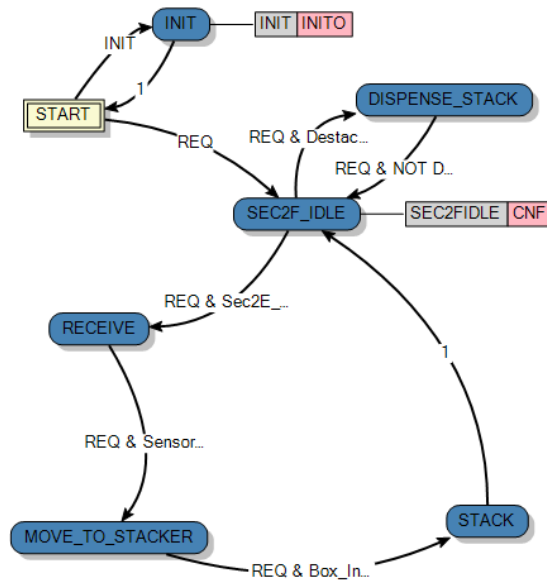 INIT
INIT INITO
INIT
1
START
DISPENSE_STACK
REQ
REQ & Destac...
REQ & NOT D...
SEC2F_IDLE
SEC2FIDLE CNF
REQ & Sec2E_...
RECEIVE
1
REQ & Sensor...
STACK
MOVE_TO_STACKER
REQ & Box_In...